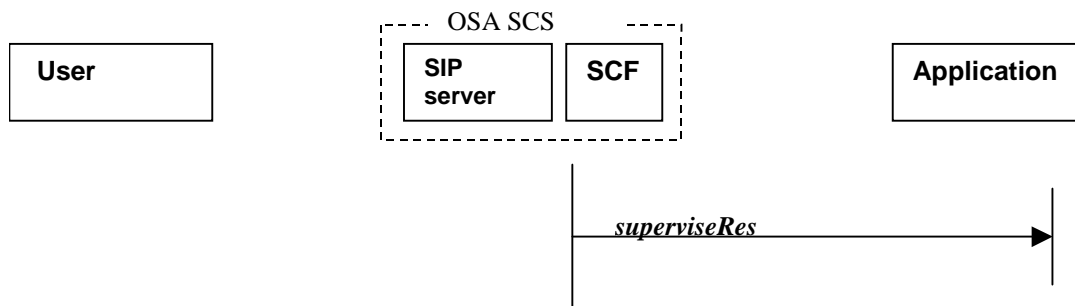 OSA SCS
User
SIP
server
SCF
Application
superviseRes